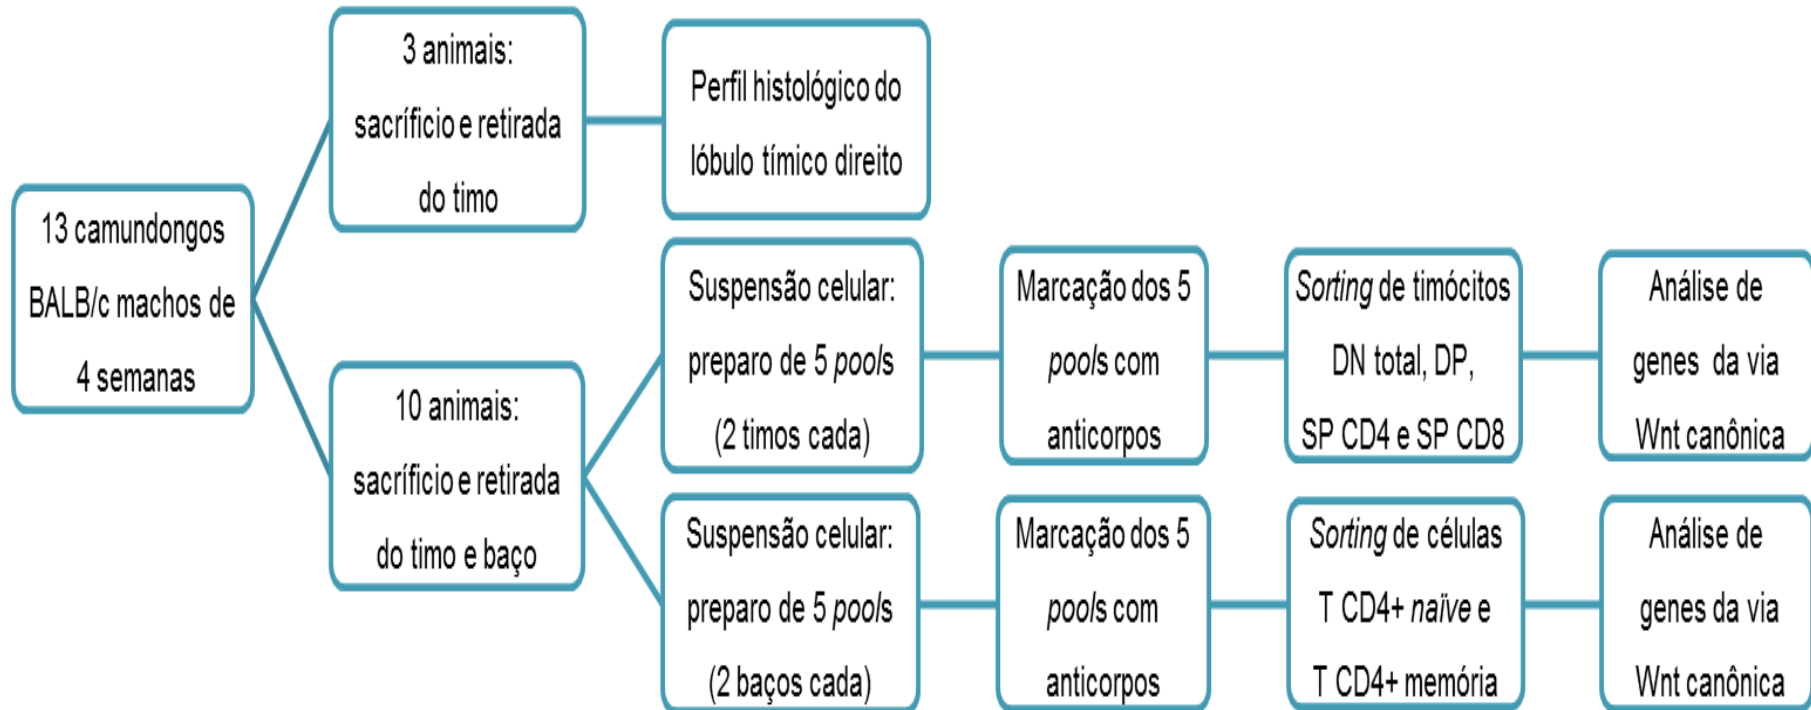 13 camundongos
BALB/c machos de
4 semanas
3 animais:
sacríficio e retirada
do timo
Perfil histológico do
lóbulo tímico direito
10 animais:
sacríficio e retirada
do timo e baço
Suspensão celular:
preparo de 5 pools
(2 timos cada)
Marcação dos 5
pools com
anticorpos
Sorting de timócitos
DN total, DP,
SP CD4 e SP CD8
Análise de
genes da via
Wnt canônica
Suspensão celular:
preparo de 5 pools
(2 baços cada)
Marcação dos 5
pools com
anticorpos
Sorting de células
T CD4+ naïve e
T CD4+ memória
Análise de
genes da via
Wnt canônica